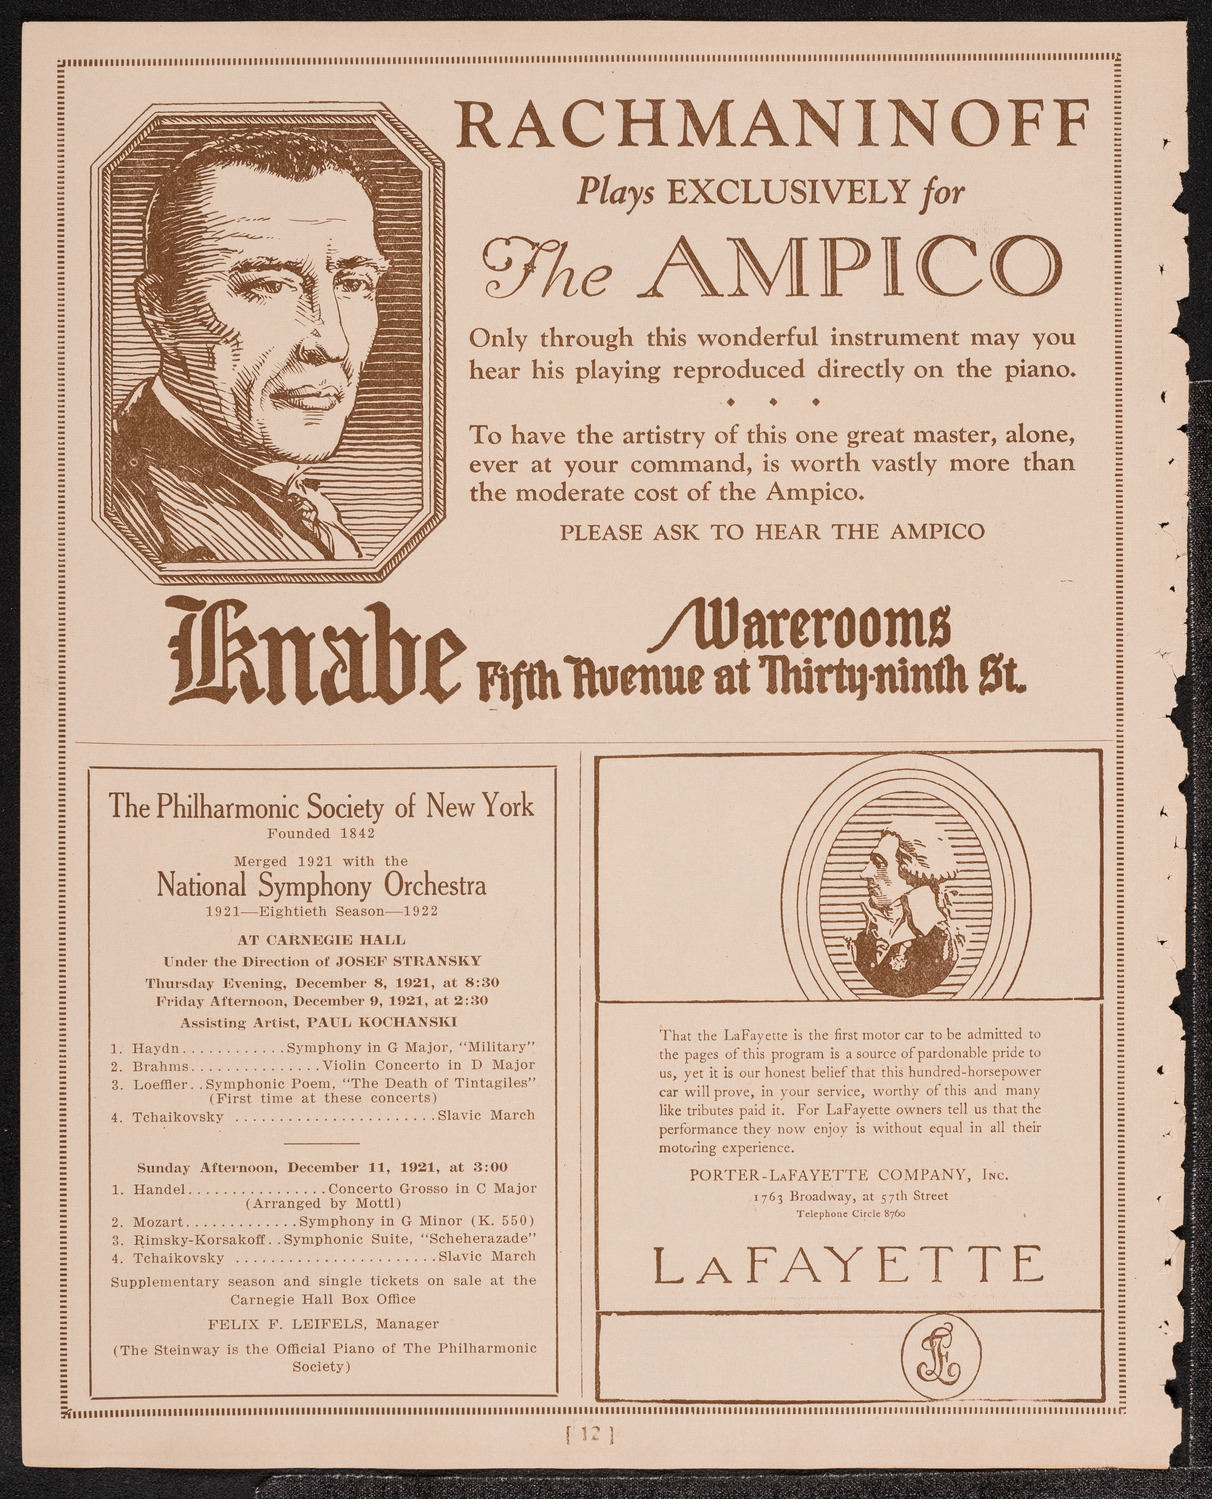 RACHMANINOFF
Plays EXCLUSIVELY for
The AMPICO
Only through this wonderful instrument may you
hear his playing reproduced directly on the piano.
To have the artistry of this one great master, alone,
ever at your command, is worth vastly more than
the moderate cost of the Ampico.
PLEASE ASK TO HEAR THE AMPICO
Knabe
Warerooms
Fifth Avenue at Thirty-ninth St.
The Philharmonic Society of New York
Founded 1842
Merged 1921 with the
National Symphony Orchestra
1921—Eightieth Season—1922
AT CARNEGIE HALL
Under the Direction of JOSEF STRANSKY
Thursday Evening, December 8, 1921, at 8:30
Friday Afternoon, December 9, 1921, at 2:30
Assisting Artist, PAUL KOCHANSKI
1. Haydn............Symphony in G Major, "Military"
2. Brahms...............Violin Concerto in D Major
3. Loeffler..Symphonic Poem, "The Death of Tintagiles"
(First time at these concerts)
4. Tchaikovsky .......................Slavic March
Sunday Afternoon, December 11, 1921, at 3:00
1. Handel................Concerto Grosso in C Major
(Arranged by Mottl)
2. Mozart.............Symphony in G Minor (K. 550)
3. Rimsky-Korsakoff..Symphonic Suite, "Scheherazade"
4. Tchaikovsky .......................Slavic March
Supplementary season and single tickets on sale at the
Carnegie Hall Box Office
FELIX F. LEIFELS, Manager
(The Steinway is the Official Piano of The Philharmonic
Society)
That the LaFayette is the first motor car to be admitted to
the pages of this program is a source of pardonable pride to
us, yet it is our honest belief that this hundred-horsepower
car will prove, in your service, worthy of this and many
like tributes paid it. For LaFayette owners tell us that the
performance they now enjoy is without equal in all their
motoring experience.
PORTER-LAFAYETTE COMPANY, INC.
1763 Broadway, at 57th Street
Telephone Circle 8760
LAFAYETTE
[ 12 ]